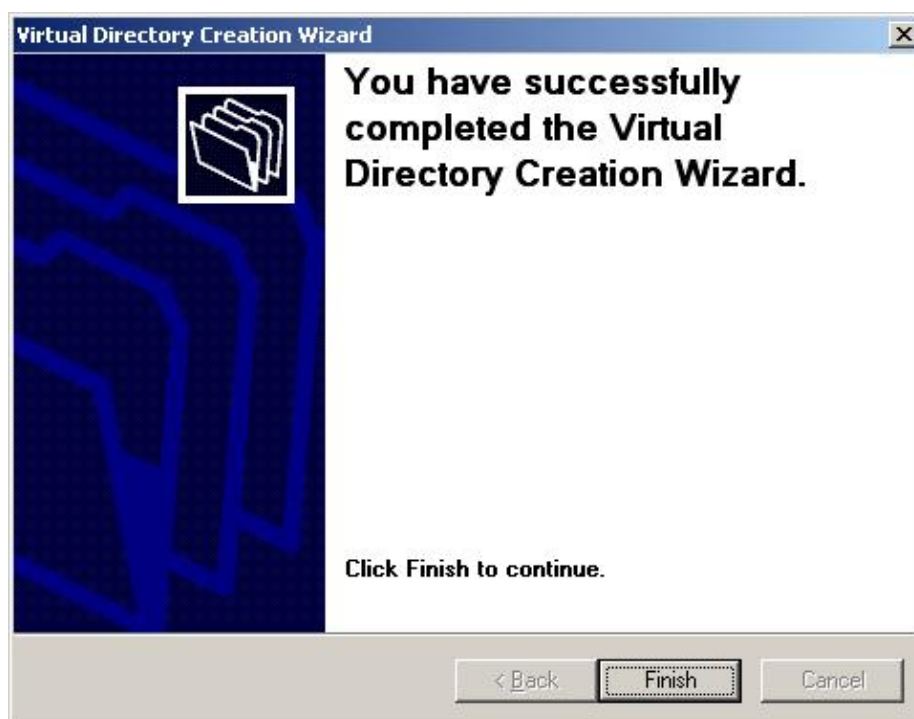 Virtual Directory Creation Wizard
You have successfully
completed the Virtual
Directory Creation Wizard.
Click Finish to continue.
< Back
Finish
Cancel